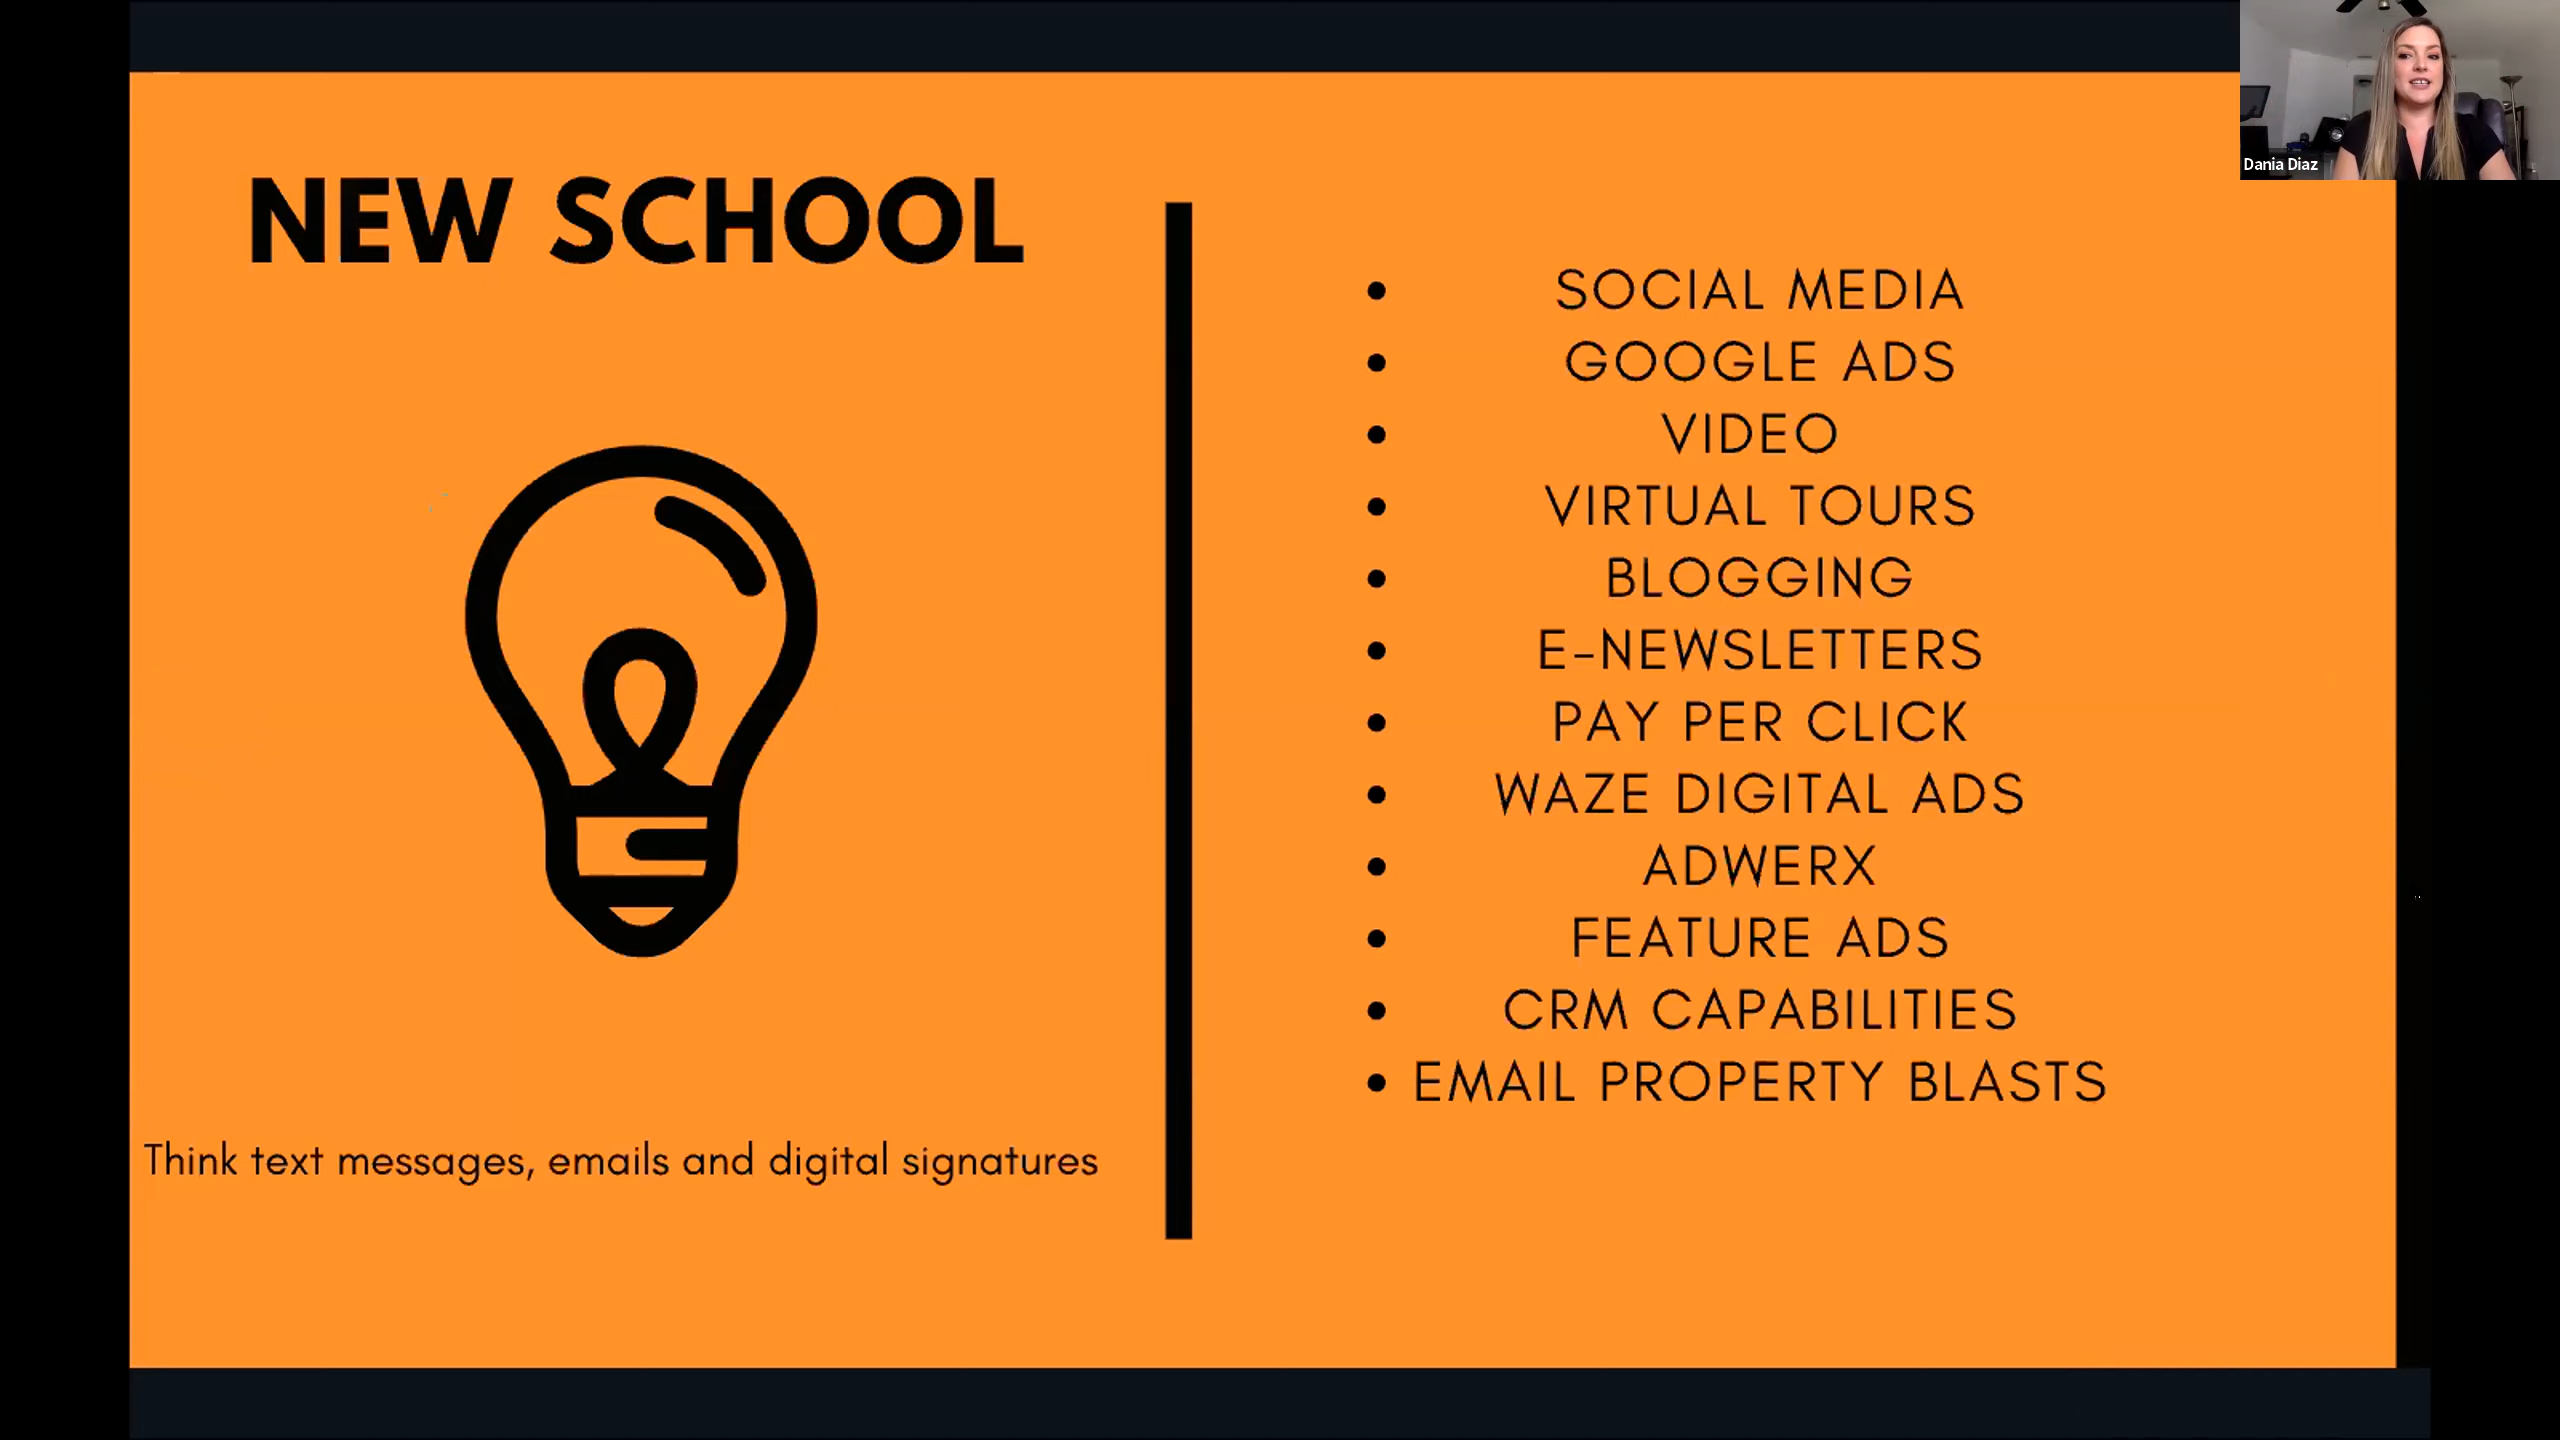 NEW SCHOOL
Think text messages, emails and digital signatures
• SOCIAL MEDIA
• GOOGLE ADS
• VIDEO
• VIRTUAL TOURS
• BLOGGING
• E-NEWSLETTERS
• PAY PER CLICK
• WAZE DIGITAL ADS
• ADWERX
• FEATURE ADS
• CRM CAPABILITIES
• EMAIL PROPERTY BLASTS
Dania Diaz